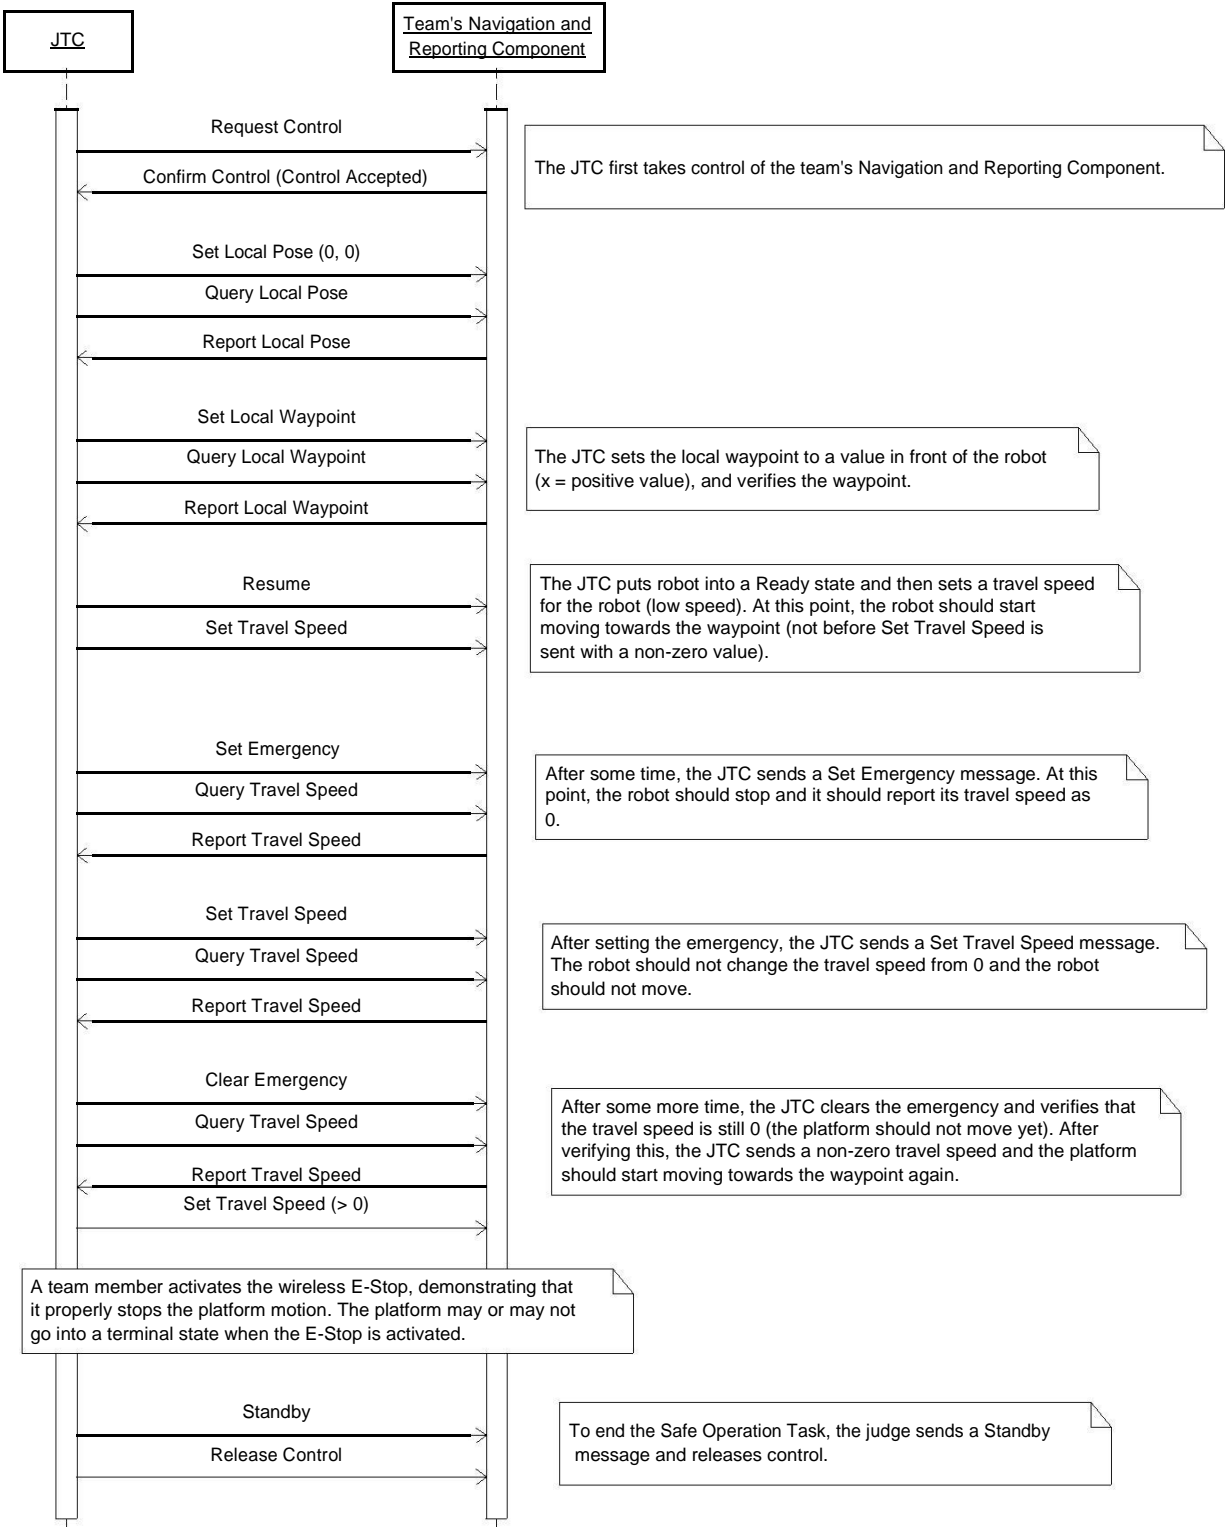 JTC
Team's Navigation and
Reporting Component
Request Control
The JTC first takes control of the team's Navigation and Reporting Component.
Confirm Control (Control Accepted)
Set Local Pose (0, 0)
Query Local Pose
Report Local Pose
Set Local Waypoint
Query Local Waypoint
Report Local Waypoint
The JTC sets the local waypoint to a value in front of the robot
(x = positive value), and verifies the waypoint.
Resume
Set Travel Speed
The JTC puts robot into a Ready state and then sets a travel speed
for the robot (low speed). At this point, the robot should start
moving towards the waypoint (not before Set Travel Speed is
sent with a non-zero value).
Set Emergency
Query Travel Speed
Report Travel Speed
After some time, the JTC sends a Set Emergency message. At this
point, the robot should stop and it should report its travel speed as
0.
Set Travel Speed
Query Travel Speed
Report Travel Speed
After setting the emergency, the JTC sends a Set Travel Speed message.
The robot should not change the travel speed from 0 and the robot
should not move.
Clear Emergency
Query Travel Speed
Report Travel Speed
Set Travel Speed (> 0)
After some more time, the JTC clears the emergency and verifies that
the travel speed is still 0 (the platform should not move yet). After
verifying this, the JTC sends a non-zero travel speed and the platform
should start moving towards the waypoint again.
A team member activates the wireless E-Stop, demonstrating that
it properly stops the platform motion. The platform may or may not
go into a terminal state when the E-Stop is activated.
Standby
Release Control
To end the Safe Operation Task, the judge sends a Standby
message and releases control.